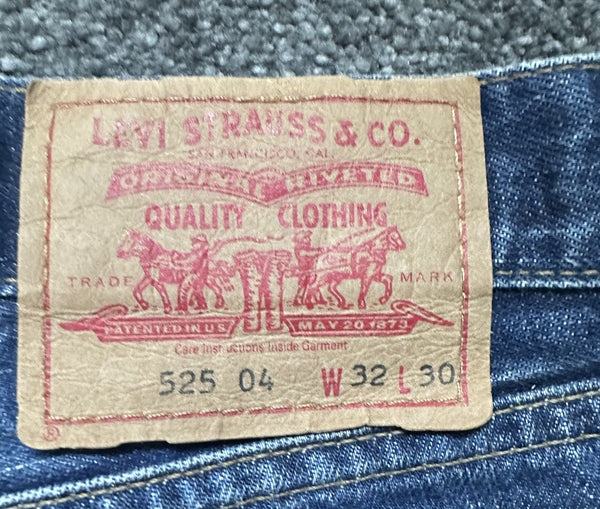 LEVI STRAUSS & CO.
SAN FRANCISCO, CAL.
ORIGINAL RIVETED
QUALITY CLOTHING
TRADE MARK
PATENTED IN U.S. MAY 20 1873
Care Instructions Inside Garment
525 04 W 32 L 30
®